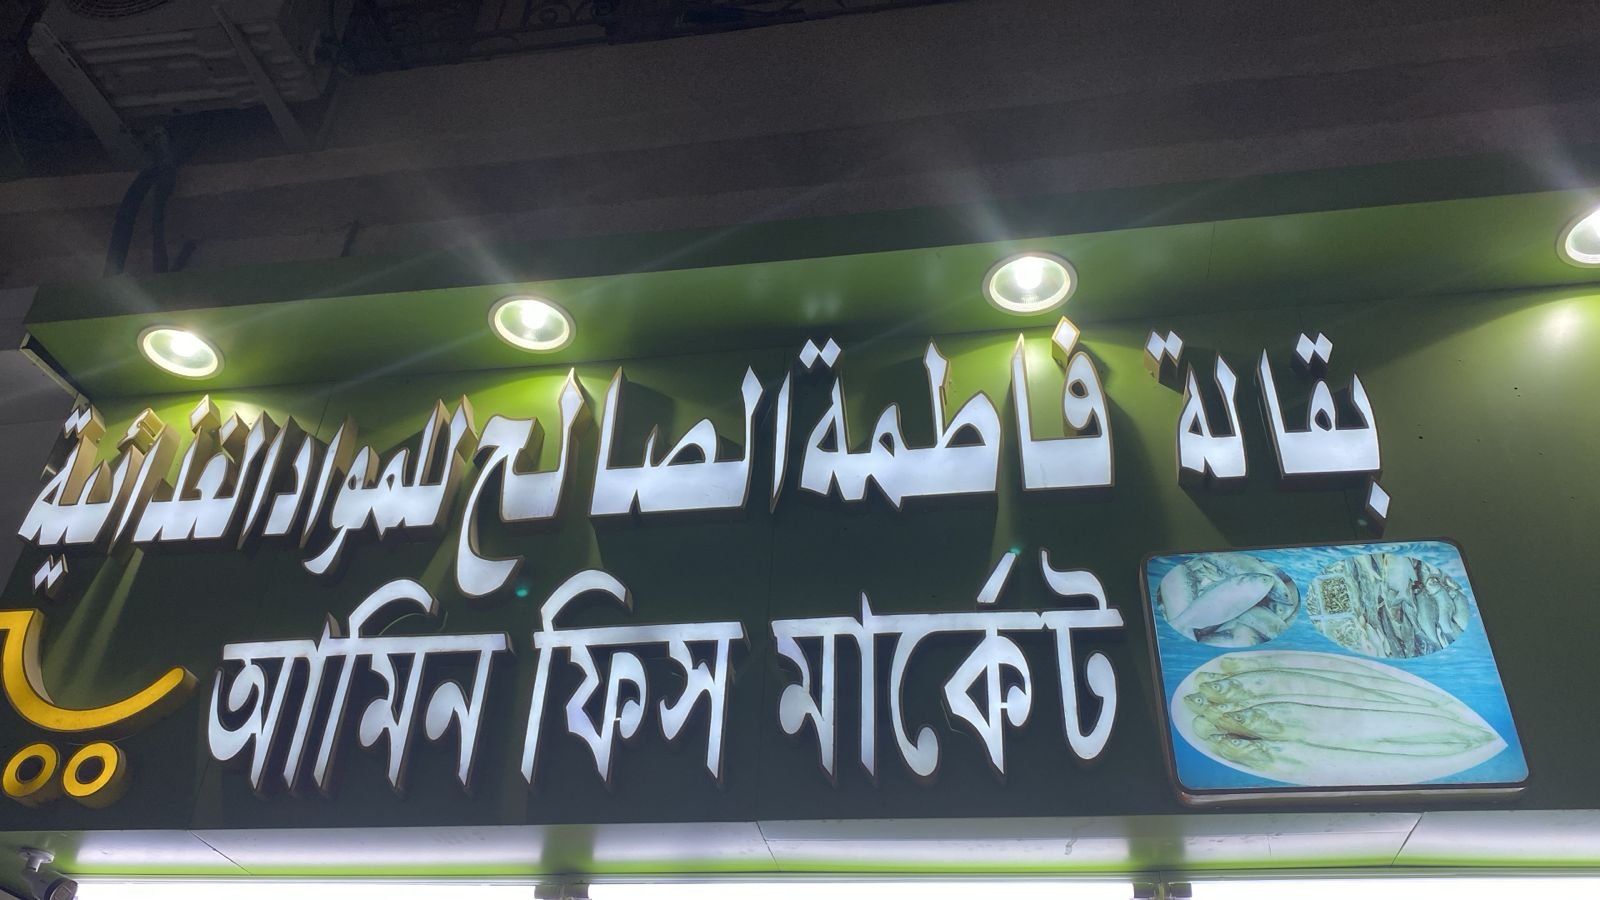 بقالة فاطمة الصالح للمواد الغذائية
আমিন ফিস মার্কেট